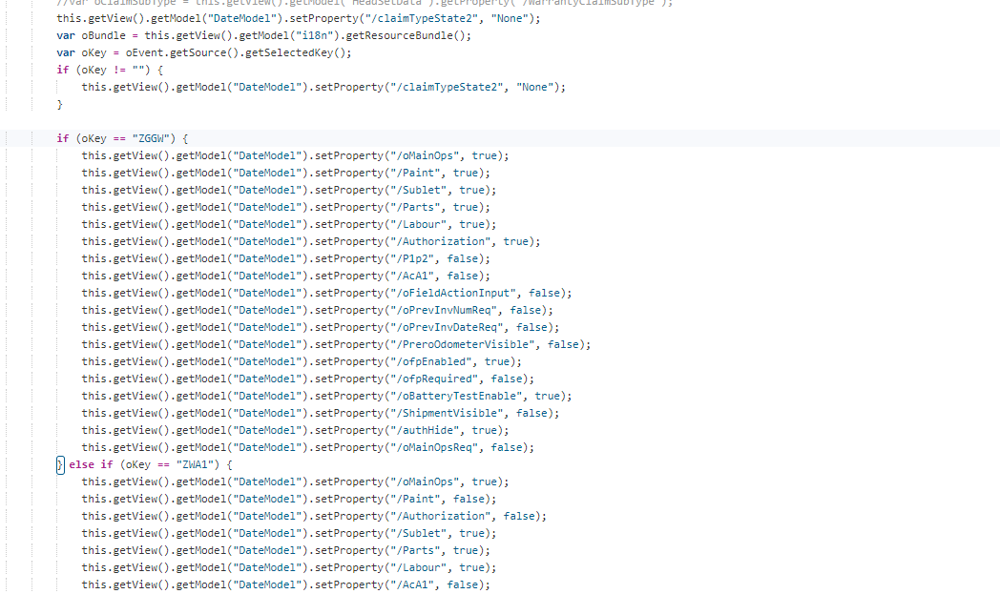 //var oClaimSubType = this.getView().getModel("HeadSetData").getProperty("/WarrantyClaimSubType");
this.getView().getModel("DateModel").setProperty("/claimTypeState2", "None");
var oBundle = this.getView().getModel("i18n").getResourceBundle();
var oKey = oEvent.getSource().getSelectedKey();
if (oKey != "") {
this.getView().getModel("DateModel").setProperty("/claimTypeState2", "None");
}
if (oKey == "ZGGW") {
this.getView().getModel("DateModel").setProperty("/oMainOps", true);
this.getView().getModel("DateModel").setProperty("/Paint", true);
this.getView().getModel("DateModel").setProperty("/Sublet", true);
this.getView().getModel("DateModel").setProperty("/Parts", true);
this.getView().getModel("DateModel").setProperty("/Labour", true);
this.getView().getModel("DateModel").setProperty("/Authorization", true);
this.getView().getModel("DateModel").setProperty("/P1p2", false);
this.getView().getModel("DateModel").setProperty("/AcA1", false);
this.getView().getModel("DateModel").setProperty("/oFieldActionInput", false);
this.getView().getModel("DateModel").setProperty("/oPrevInvNumReq", false);
this.getView().getModel("DateModel").setProperty("/oPrevInvDateReq", false);
this.getView().getModel("DateModel").setProperty("/PreroOdometerVisible", false);
this.getView().getModel("DateModel").setProperty("/ofpEnabled", true);
this.getView().getModel("DateModel").setProperty("/ofpRequired", false);
this.getView().getModel("DateModel").setProperty("/oBatteryTestEnable", true);
this.getView().getModel("DateModel").setProperty("/ShipmentVisible", false);
this.getView().getModel("DateModel").setProperty("/authHide", true);
this.getView().getModel("DateModel").setProperty("/oMainOpsReq", false);
} else if (oKey == "ZWA1") {
this.getView().getModel("DateModel").setProperty("/oMainOps", true);
this.getView().getModel("DateModel").setProperty("/Paint", false);
this.getView().getModel("DateModel").setProperty("/Authorization", false);
this.getView().getModel("DateModel").setProperty("/Sublet", true);
this.getView().getModel("DateModel").setProperty("/Parts", true);
this.getView().getModel("DateModel").setProperty("/Labour", true);
this.getView().getModel("DateModel").setProperty("/AcA1", false);